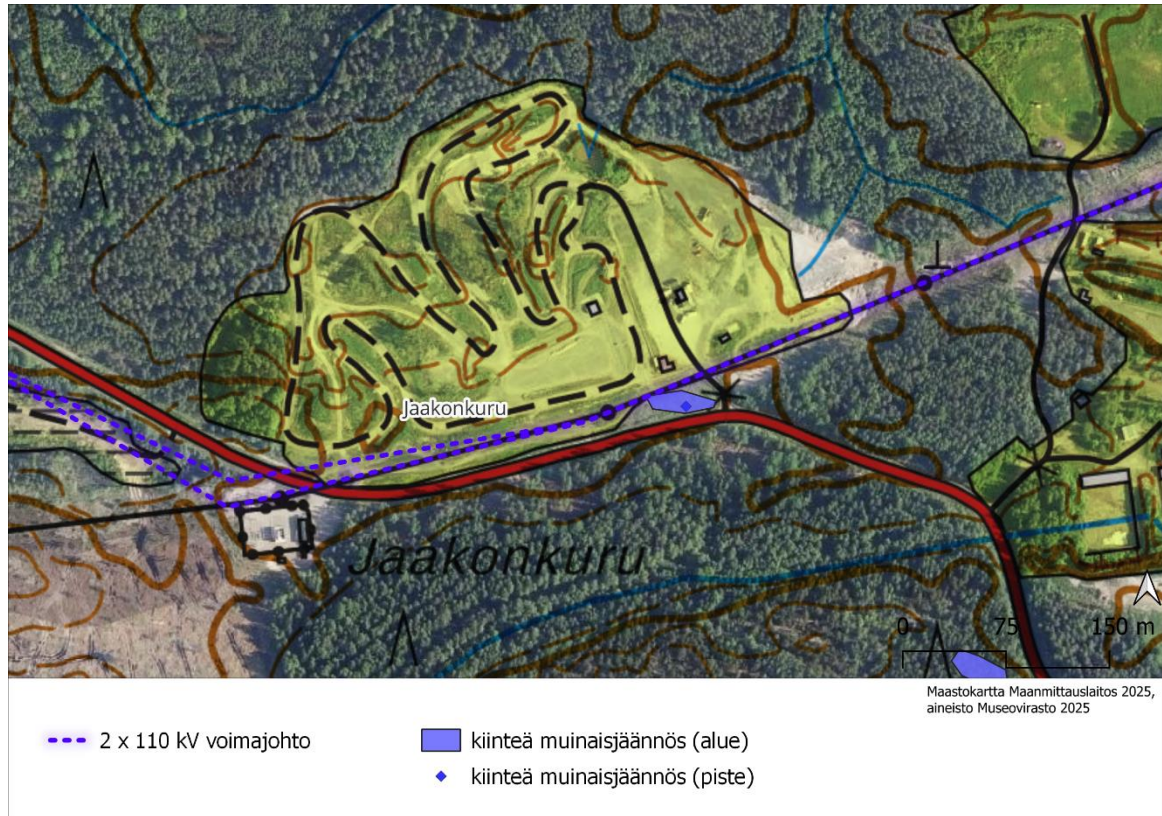 Jaakonkuru
Jaakonkuru
0 75 150 m
Maastokartta Maanmittauslaitos 2025,
aineisto Museovirasto 2025
2 x 110 kV voimajohto
kiinteä muinaisjäännös (alue)
kiinteä muinaisjäännös (piste)